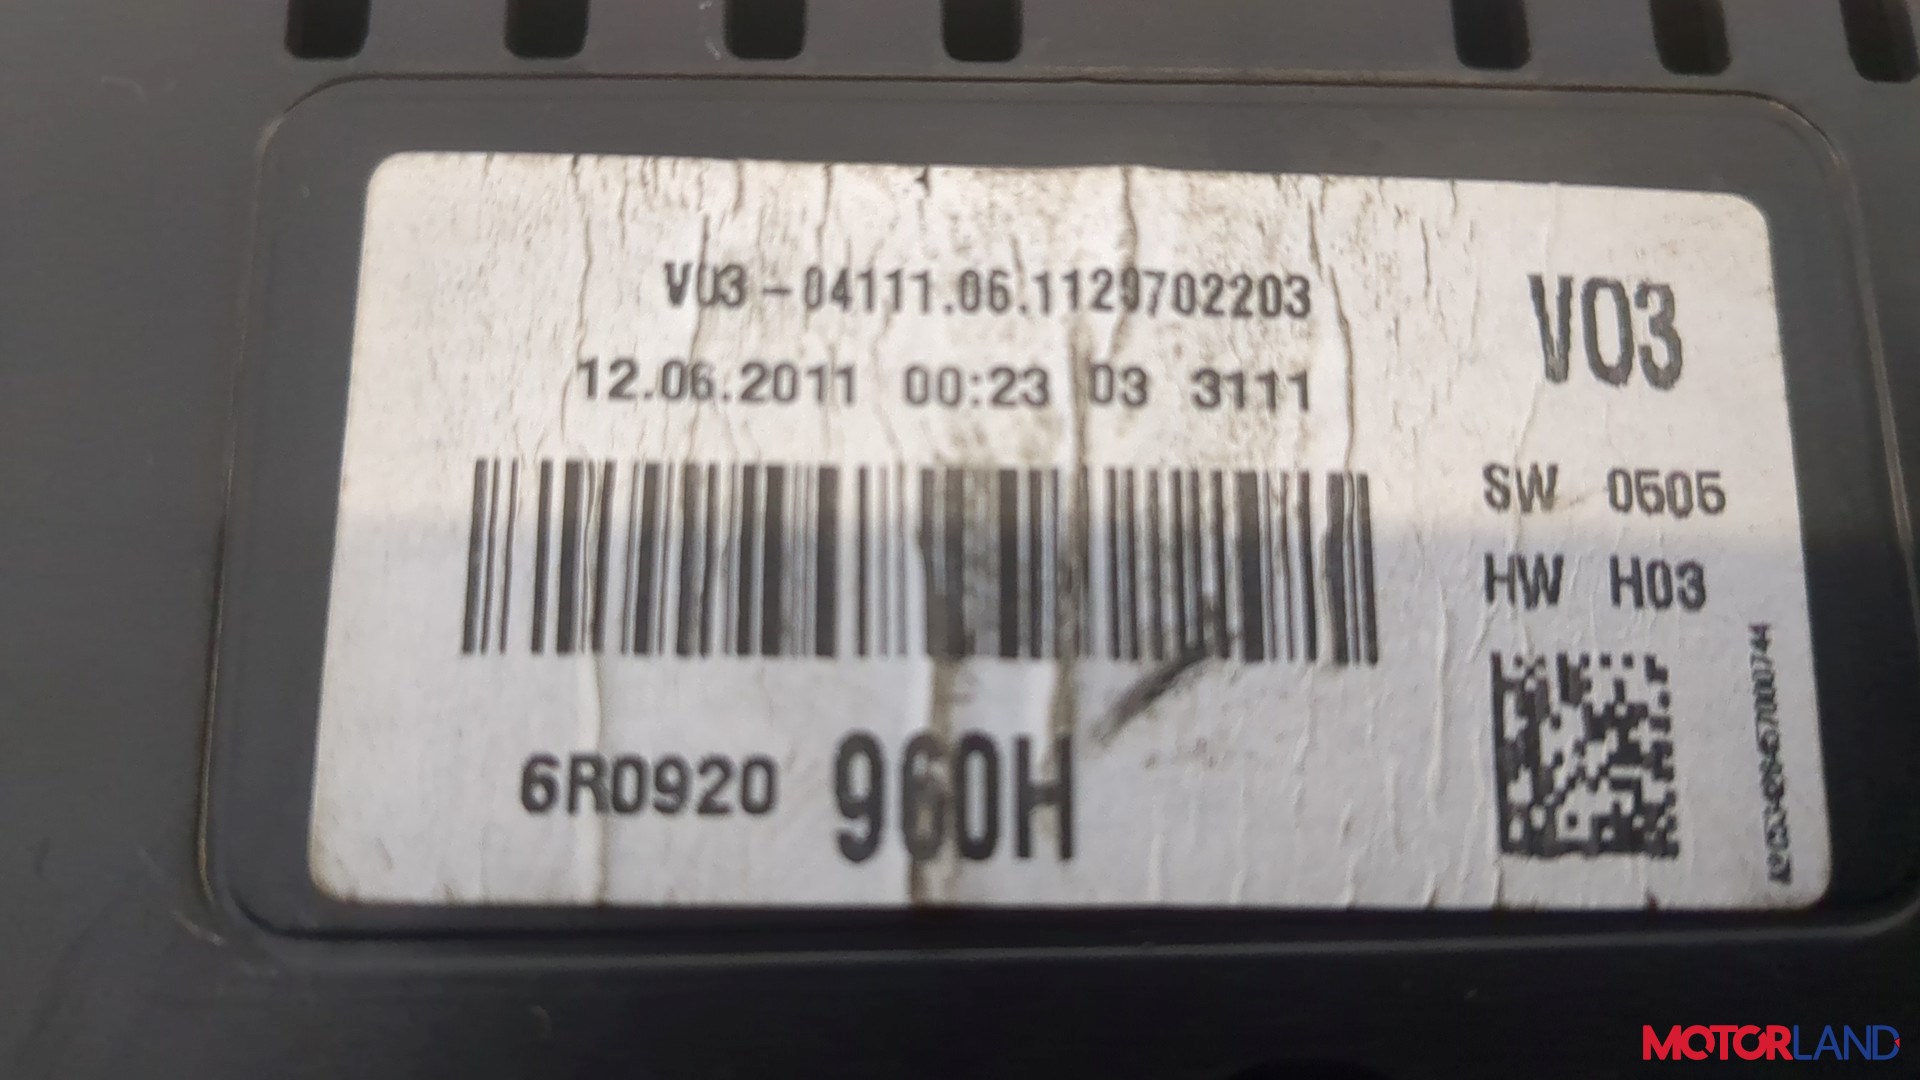 V03-04111.06.1129702203
12.06.2011 00:23 03 3111
V03
SW 0505
HW H03
6R0920 960H
MOTORLAND